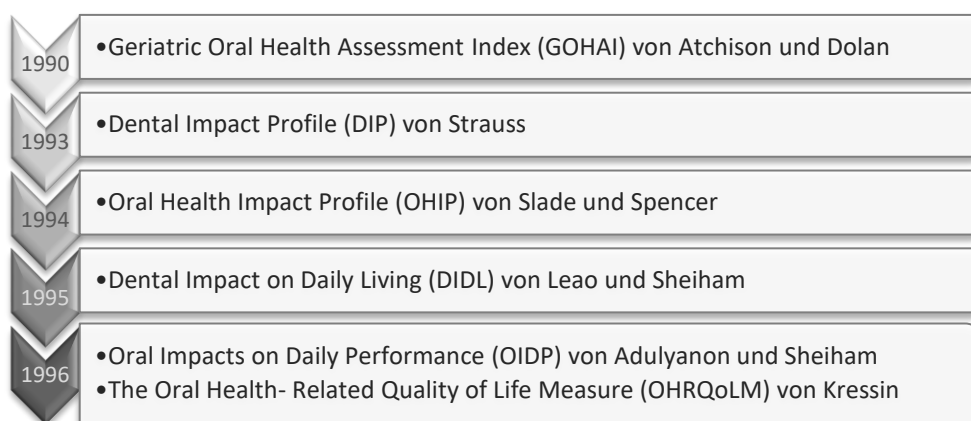 1990
•Geriatric Oral Health Assessment Index (GOHAI) von Atchison und Dolan
1993
•Dental Impact Profile (DIP) von Strauss
1994
•Oral Health Impact Profile (OHIP) von Slade und Spencer
1995
•Dental Impact on Daily Living (DIDL) von Leao und Sheiham
1996
•Oral Impacts on Daily Performance (OIDP) von Adulyanon und Sheiham
•The Oral Health- Related Quality of Life Measure (OHRQoLM) von Kressin